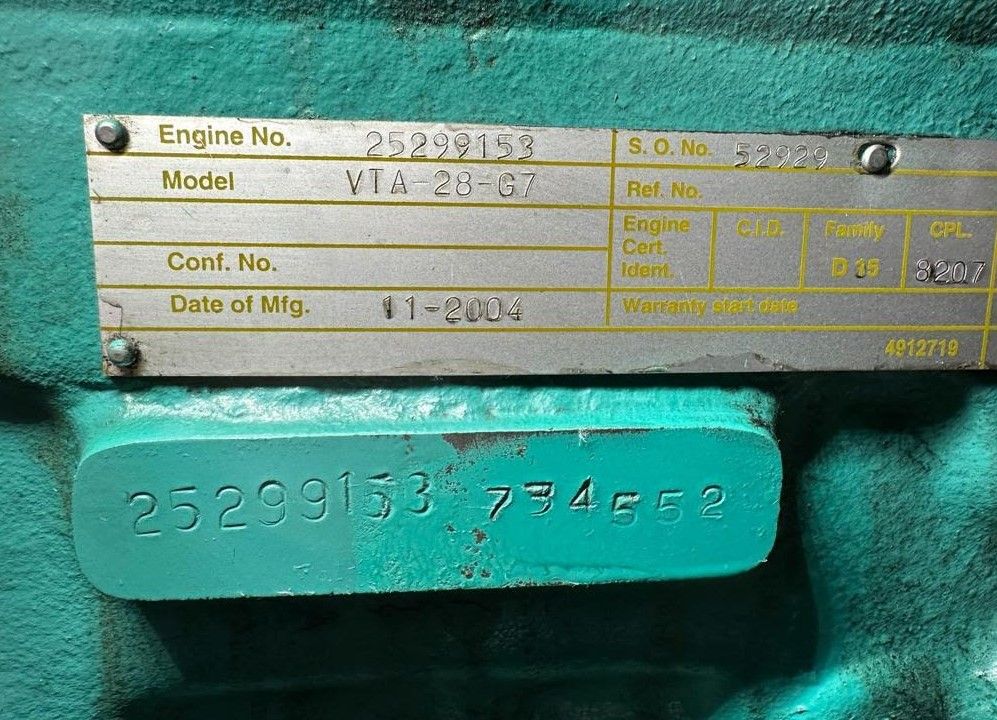 Engine No. 25299153 S. O. No. 52929
Model VTA-28-G7 Ref. No.
Engine Cert. Ident. C.I.D. Family D 15 CPL. 8207
Conf. No.
Date of Mfg. 11-2004 Warranty start date
4912719
25299153 734552